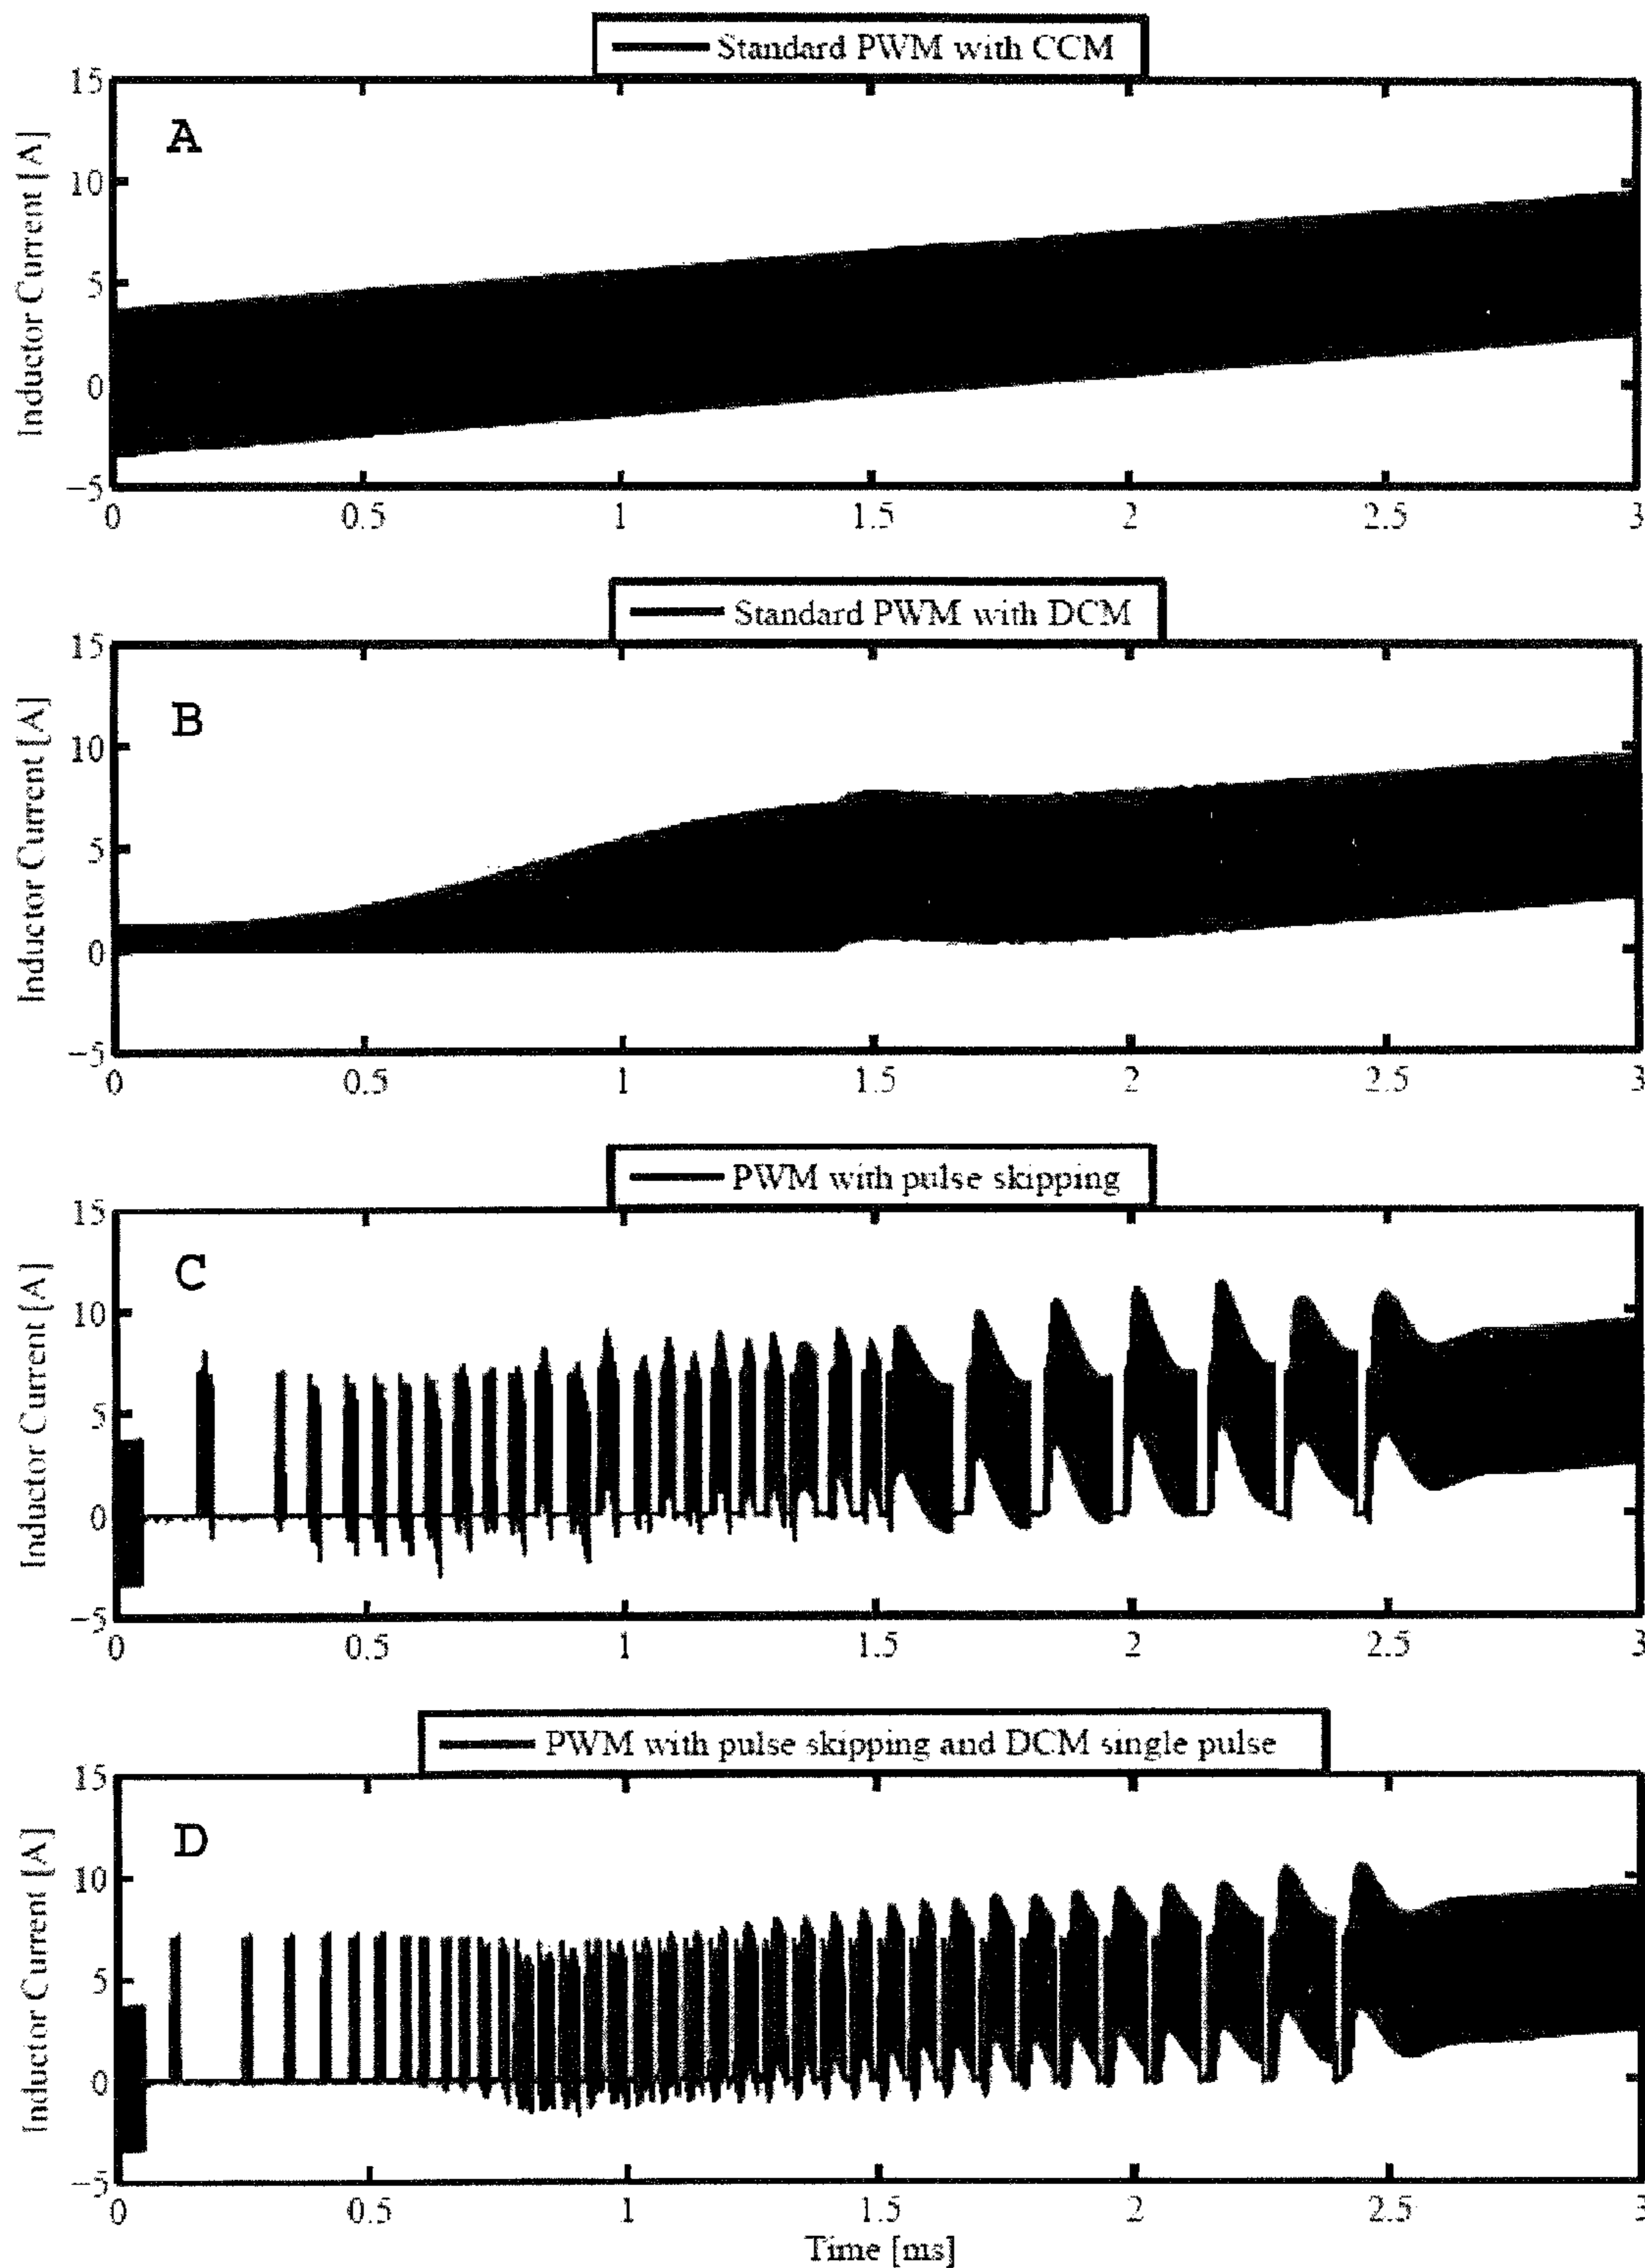 Standard PWM with CCM
A
Inductor Current [A]
15
10
5
0
−5
0 0.5 1 1.5 2 2.5 3
Standard PWM with DCM
B
Inductor Current [A]
15
10
5
0
−5
0 0.5 1 1.5 2 2.5 3
PWM with pulse skipping
C
Inductor Current [A]
15
10
5
0
−5
0 0.5 1 1.5 2 2.5 3
PWM with pulse skipping and DCM single pulse
D
Inductor Current [A]
15
10
5
0
−5
0 0.5 1 1.5 2 2.5 3
Time [ms]